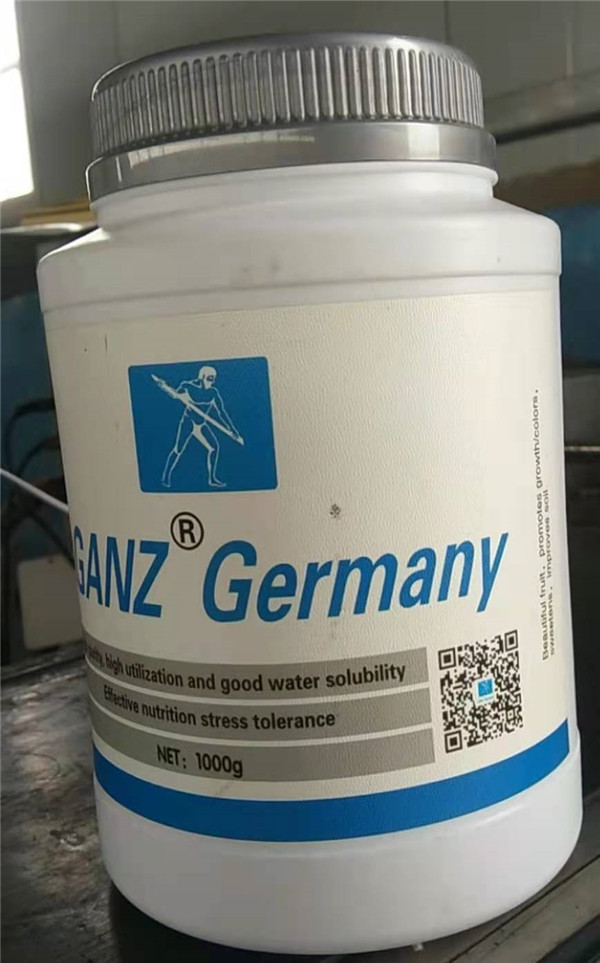 GANZ® Germany
high utilization and good water solubility
Effective nutrition stress tolerance
NET: 1000g
Beautiful fruit, promotes growth/colors,
sweetens, improves soil